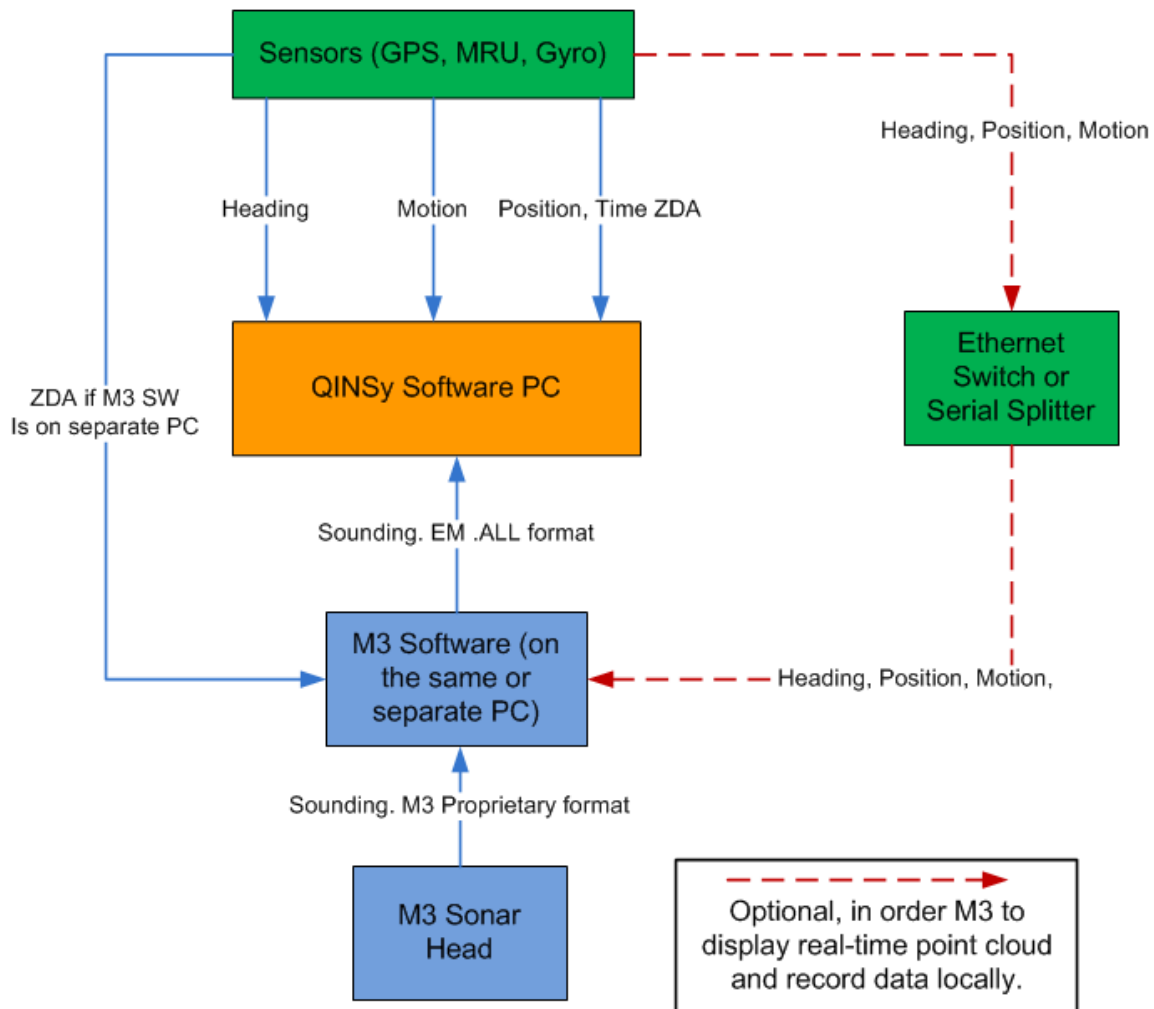 Sensors (GPS, MRU, Gyro)
Heading, Position, Motion
Heading
Motion
Position, Time ZDA
Ethernet
Switch or
Serial Splitter
QINSy Software PC
ZDA if M3 SW
Is on separate PC
Sounding. EM .ALL format
M3 Software (on
the same or
separate PC)
Heading, Position, Motion,
Sounding. M3 Proprietary format
M3 Sonar
Head
Optional, in order M3 to
display real-time point cloud
and record data locally.